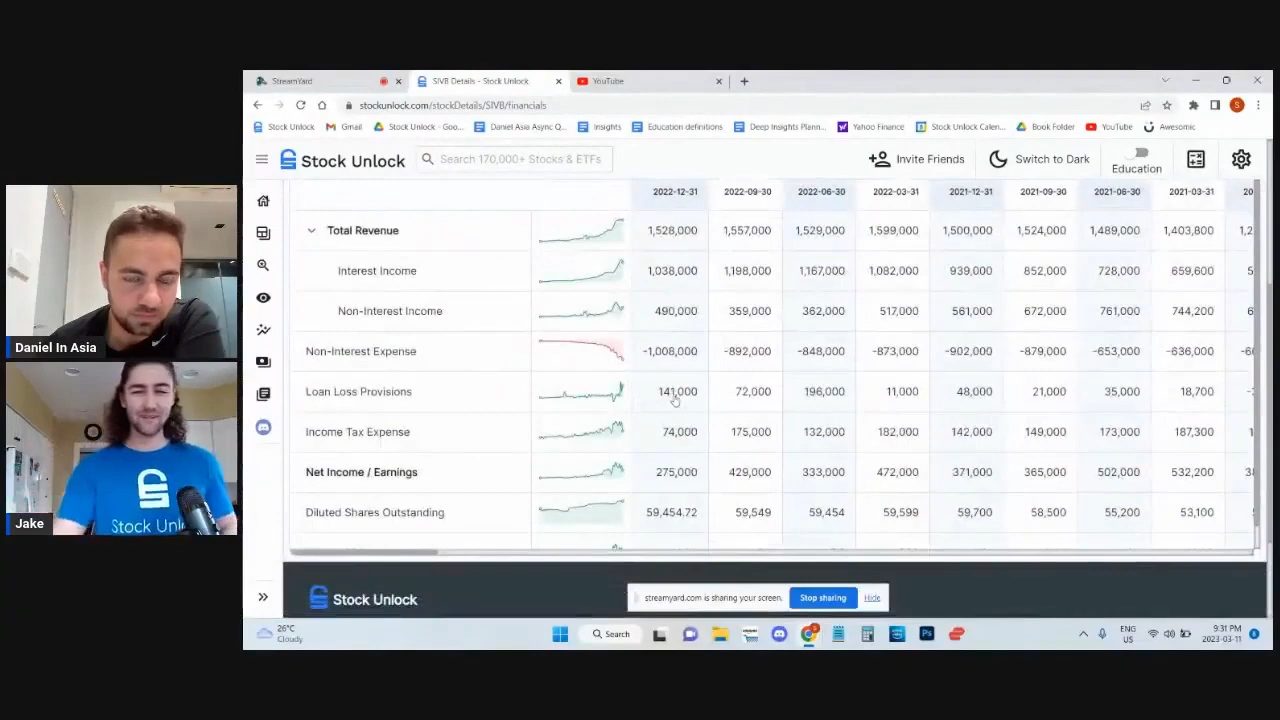 StreamYard
SIVB Details - Stock Unlock
YouTube
stockunlock.com/stockDetails/SIVB/financials
Stock Unlock
Gmail
Stock Unlock - Goo...
Daniel Asia Async Q...
Insights
Education definitions
Deep Insights Plann...
Yahoo Finance
Stock Unlock Calen...
Book Folder
YouTube
Awesomic
Stock Unlock
Search 170,000+ Stocks & ETFs
Invite Friends
Switch to Dark
Education
2022-12-31 2022-09-30 2022-06-30 2022-03-31 2021-12-31 2021-09-30 2021-06-30 2021-03-31 20
Total Revenue 1,528,000 1,557,000 1,529,000 1,599,000 1,500,000 1,524,000 1,489,000 1,403,800 1,2
Interest Income 1,038,000 1,198,000 1,167,000 1,082,000 939,000 852,000 728,000 659,600 5
Non-Interest Income 490,000 359,000 362,000 517,000 561,000 672,000 761,000 744,200 6
Non-Interest Expense -1,008,000 -892,000 -848,000 -873,000 -902,000 -879,000 -653,000 -636,000 -6
Loan Loss Provisions 141,000 72,000 196,000 11,000 48,000 21,000 35,000 18,700
Income Tax Expense 74,000 175,000 132,000 182,000 142,000 149,000 173,000 187,300 1
Net Income / Earnings 275,000 429,000 333,000 472,000 371,000 365,000 502,000 532,200 3
Diluted Shares Outstanding 59,454.72 59,549 59,454 59,599 59,700 58,500 55,200 53,100
Stock Unlock
streamyard.com is sharing your screen.
Stop sharing
Hide
26°C
Cloudy
Search
ENG
US
9:31 PM
2023-03-11
Daniel In Asia
Stock Unl
Jake